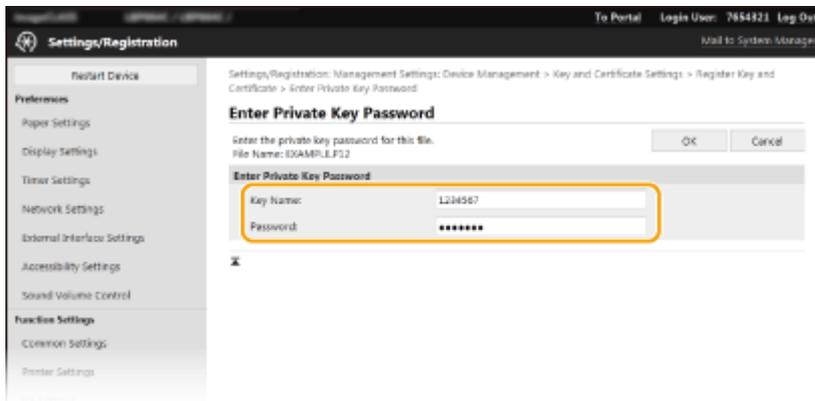 To Portal Login User: 7654321 Log Out
Settings/Registration
Mail to System Manager
Restart Device
Preferences
Paper Settings
Display Settings
Timer Settings
Network Settings
External Interface Settings
Accessibility Settings
Sound Volume Control
Function Settings
Common Settings
Printer Settings
Settings/Registration: Management Settings: Device Management > Key and Certificate Settings > Register Key and
Certificate > Enter Private Key Password
Enter Private Key Password
Enter the private key password for this file.
File Name: EXAMPLE.P12
OK Cancel
Enter Private Key Password
Key Name: 1234567
Password: •••••••